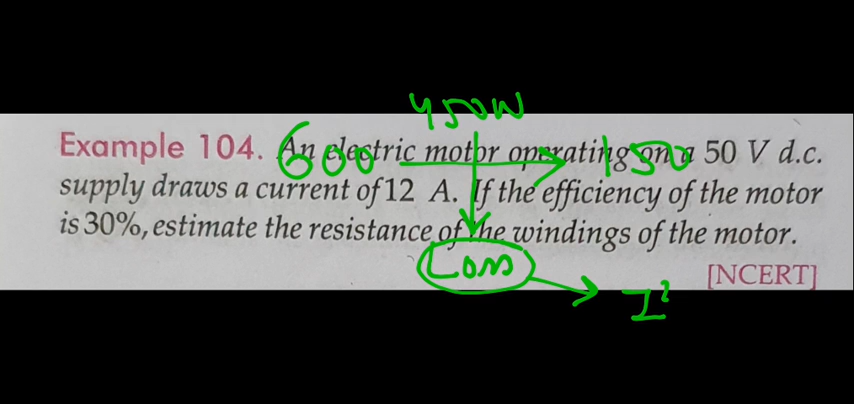 450W
Example 104. An electric motor operating on a 50 V d.c.
600 150
supply draws a current of 12 A. If the efficiency of the motor
is 30%, estimate the resistance of the windings of the motor.
Loss
[NCERT]
I²